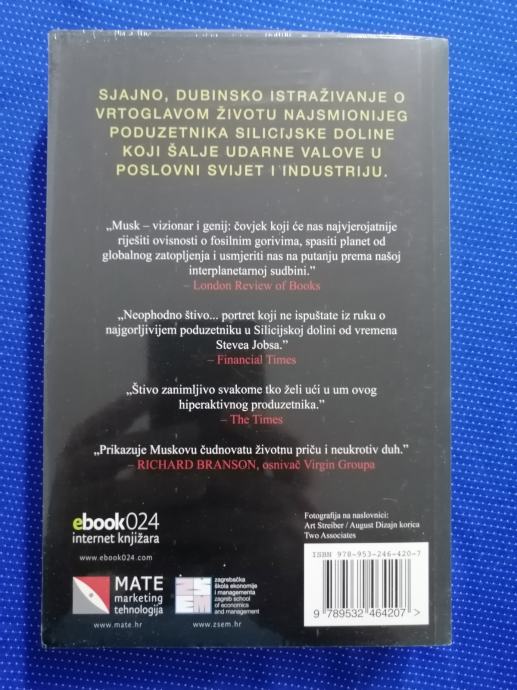 SJAJNO, DUBINSKO ISTRAŽIVANJE O
VRTOGLAVOM ŽIVOTU NAJSMIONIJEG
PODUZETNIKA SILICIJSKE DOLINE
KOJI ŠALJE UDARNE VALOVE U
POSLOVNI SVIJET I INDUSTRIJU.
„Musk – vizionar i genij: čovjek koji će nas najvjerojatnije
riješiti ovisnosti o fosilnim gorivima, spasiti planet od
globalnog zatopljenja i usmjeriti nas na putanju prema našoj
interplanetarnoj sudbini.”
– London Review of Books
„Neophodno štivo... portret koji ne ispuštate iz ruku o
najgorljivijem poduzetniku u Silicijskoj dolini od vremena
Stevea Jobsa.”
– Financial Times
„Štivo zanimljivo svakome tko želi ući u um ovog
hiperaktivnog produzetnika.”
– The Times
„Prikazuje Muskovu čudnovatu životnu priču i neukrotiv duh.”
– RICHARD BRANSON, osnivač Virgin Groupa
ebook024
internet knjižara
www.ebook024.com
MATE
marketing
tehnologija
www.mate.hr
ZSEM
zagrebačka
škola ekonomije
i managementa
zagreb school
of economics
and management
www.zsem.hr
Fotografija na naslovnici:
Art Streiber / August Dizajn korica
Two Associates
ISBN 978-953-246-420-7
9 789532 464207 >